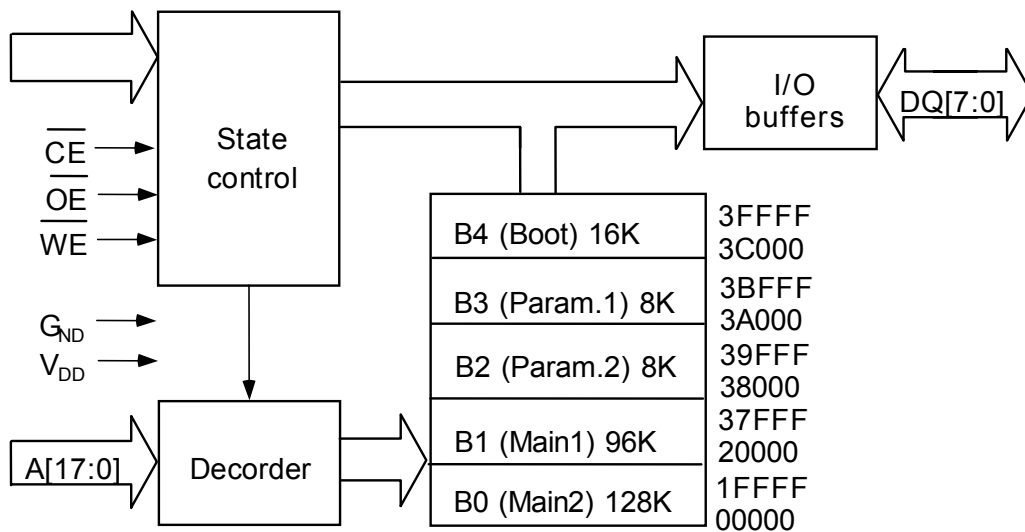 State
control
I/O
buffers
DQ[7:0]
CE
OE
WE
GND
VDD
A[17:0]
Decorder
B4 (Boot) 16K
3FFFF
3C000
B3 (Param.1) 8K
3BFFF
3A000
B2 (Param.2) 8K
39FFF
38000
B1 (Main1) 96K
37FFF
20000
B0 (Main2) 128K
1FFFF
00000